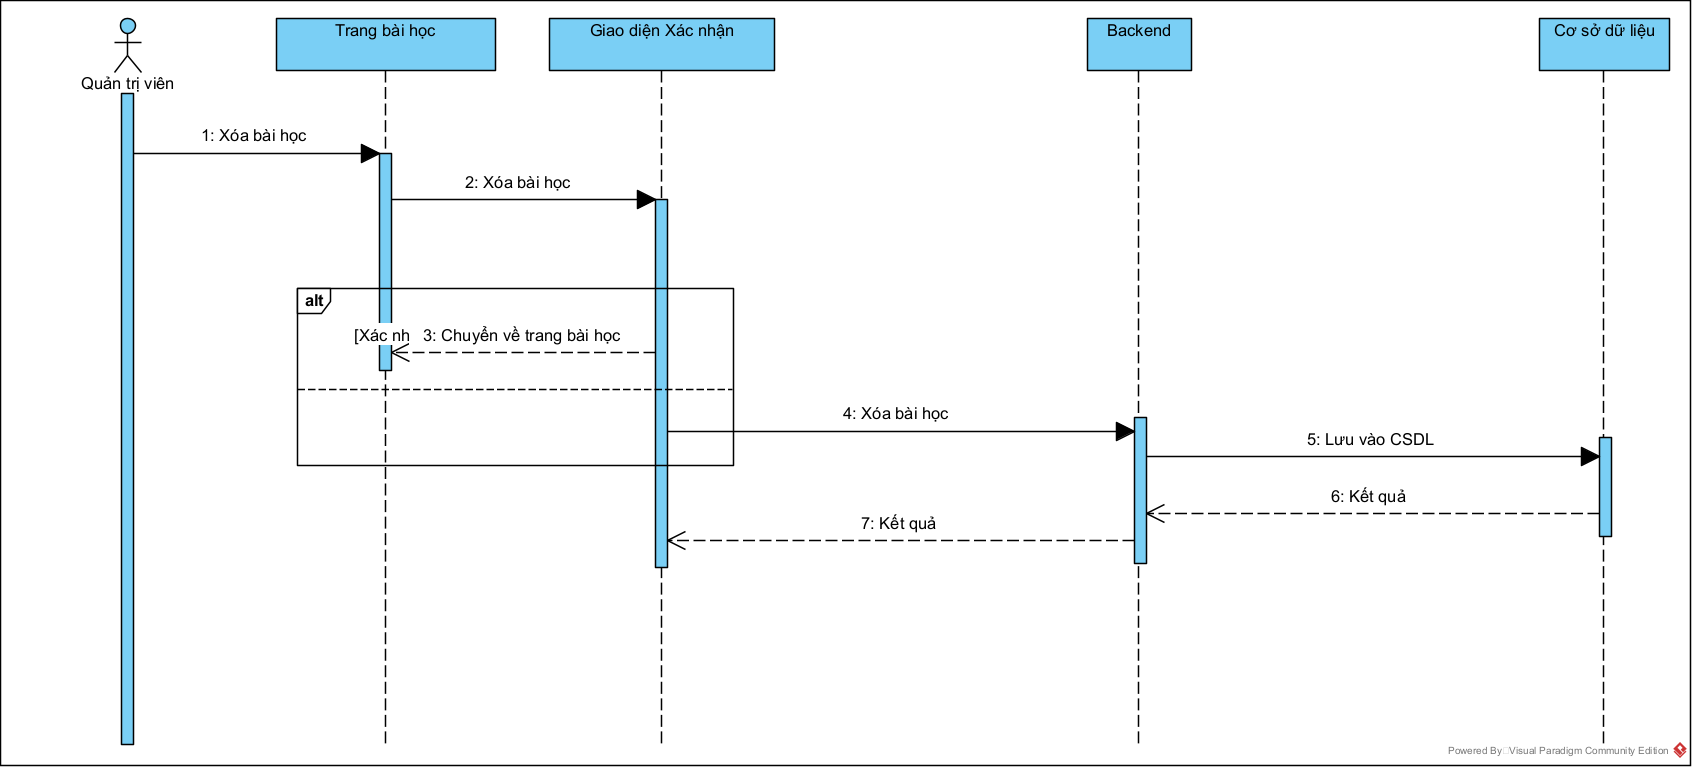 Trang bài học
Giao diện Xác nhận
Backend
Cơ sở dữ liệu
Quản trị viên
1: Xóa bài học
2: Xóa bài học
alt
[Xác nh
3: Chuyển về trang bài học
4: Xóa bài học
5: Lưu vào CSDL
6: Kết quả
7: Kết quả
Powered By Visual Paradigm Community Edition